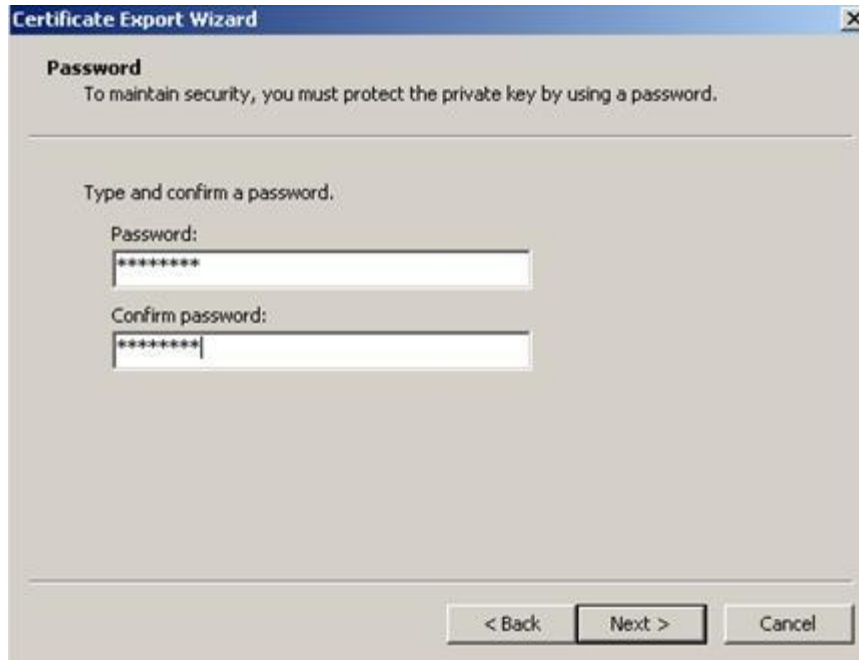 Certificate Export Wizard
Password
To maintain security, you must protect the private key by using a password.
Type and confirm a password.
Password:
********
Confirm password:
********
< Back Next > Cancel